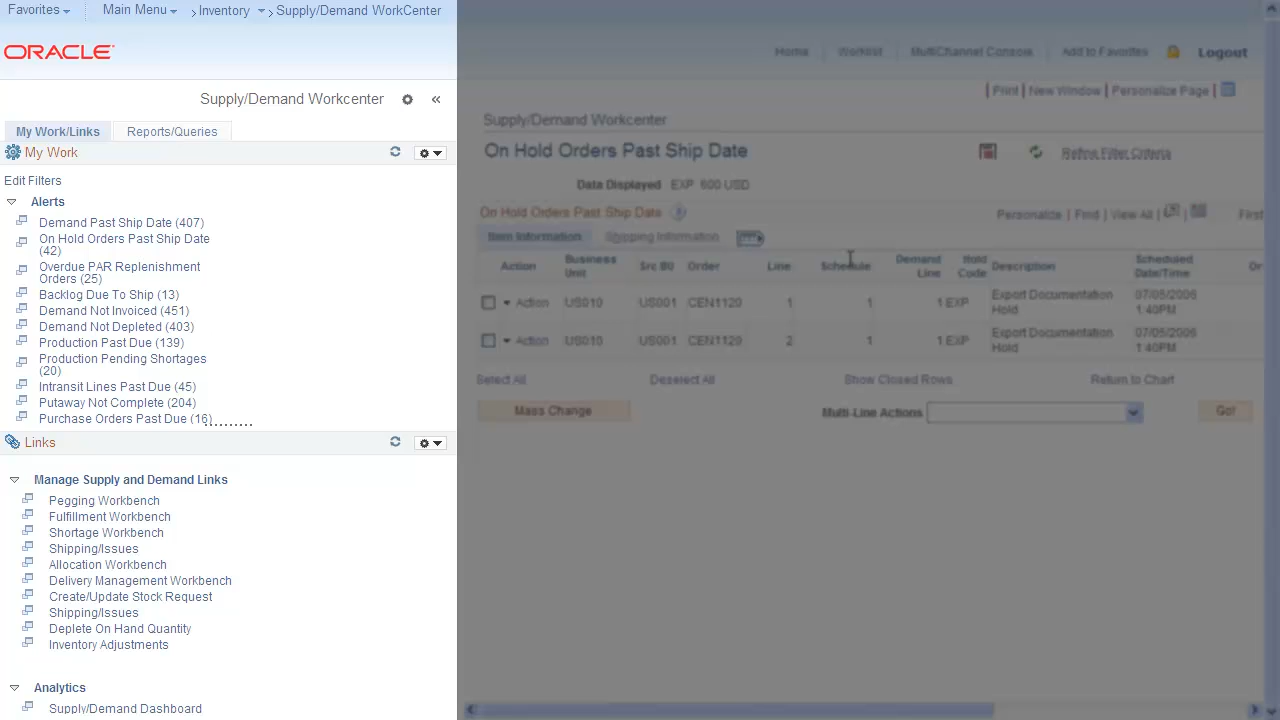 Favorites Main Menu Inventory Supply/Demand WorkCenter
ORACLE
Home Worklist MultiChannel Console Add to Favorites Logout
Print New Window Personalize Page
Supply/Demand Workcenter
My Work/Links Reports/Queries
My Work
Edit Filters
Alerts
Demand Past Ship Date (407)
On Hold Orders Past Ship Date
(42)
Overdue PAR Replenishment
Orders (25)
Backlog Due To Ship (13)
Demand Not Invoiced (451)
Demand Not Depleted (403)
Production Past Due (139)
Production Pending Shortages
(20)
Intransit Lines Past Due (45)
Putaway Not Complete (204)
Purchase Orders Past Due (16)
Links
Manage Supply and Demand Links
Pegging Workbench
Fulfillment Workbench
Shortage Workbench
Shipping/Issues
Allocation Workbench
Delivery Management Workbench
Create/Update Stock Request
Shipping/Issues
Deplete On Hand Quantity
Inventory Adjustments
Analytics
Supply/Demand Dashboard
Supply/Demand Workcenter
On Hold Orders Past Ship Date
Refine Filter Criteria
Data Displayed EXP 600 USD
On Hold Orders Past Ship Date
Personalize | Find | View All | First
Item Information Shipping Information
Action Business Unit Src BU Order Line Schedule Demand Line Hold Code Description Scheduled Date/Time Or
Action US010 US001 CEN1120 1 1 1 EXP Export Documentation Hold 07/05/2006 1:40PM
Action US010 US001 CEN1120 2 1 1 EXP Export Documentation Hold 07/05/2006 1:40PM
Select All Deselect All Show Closed Rows Return to Chart
Mass Change Multi-Line Actions Go!